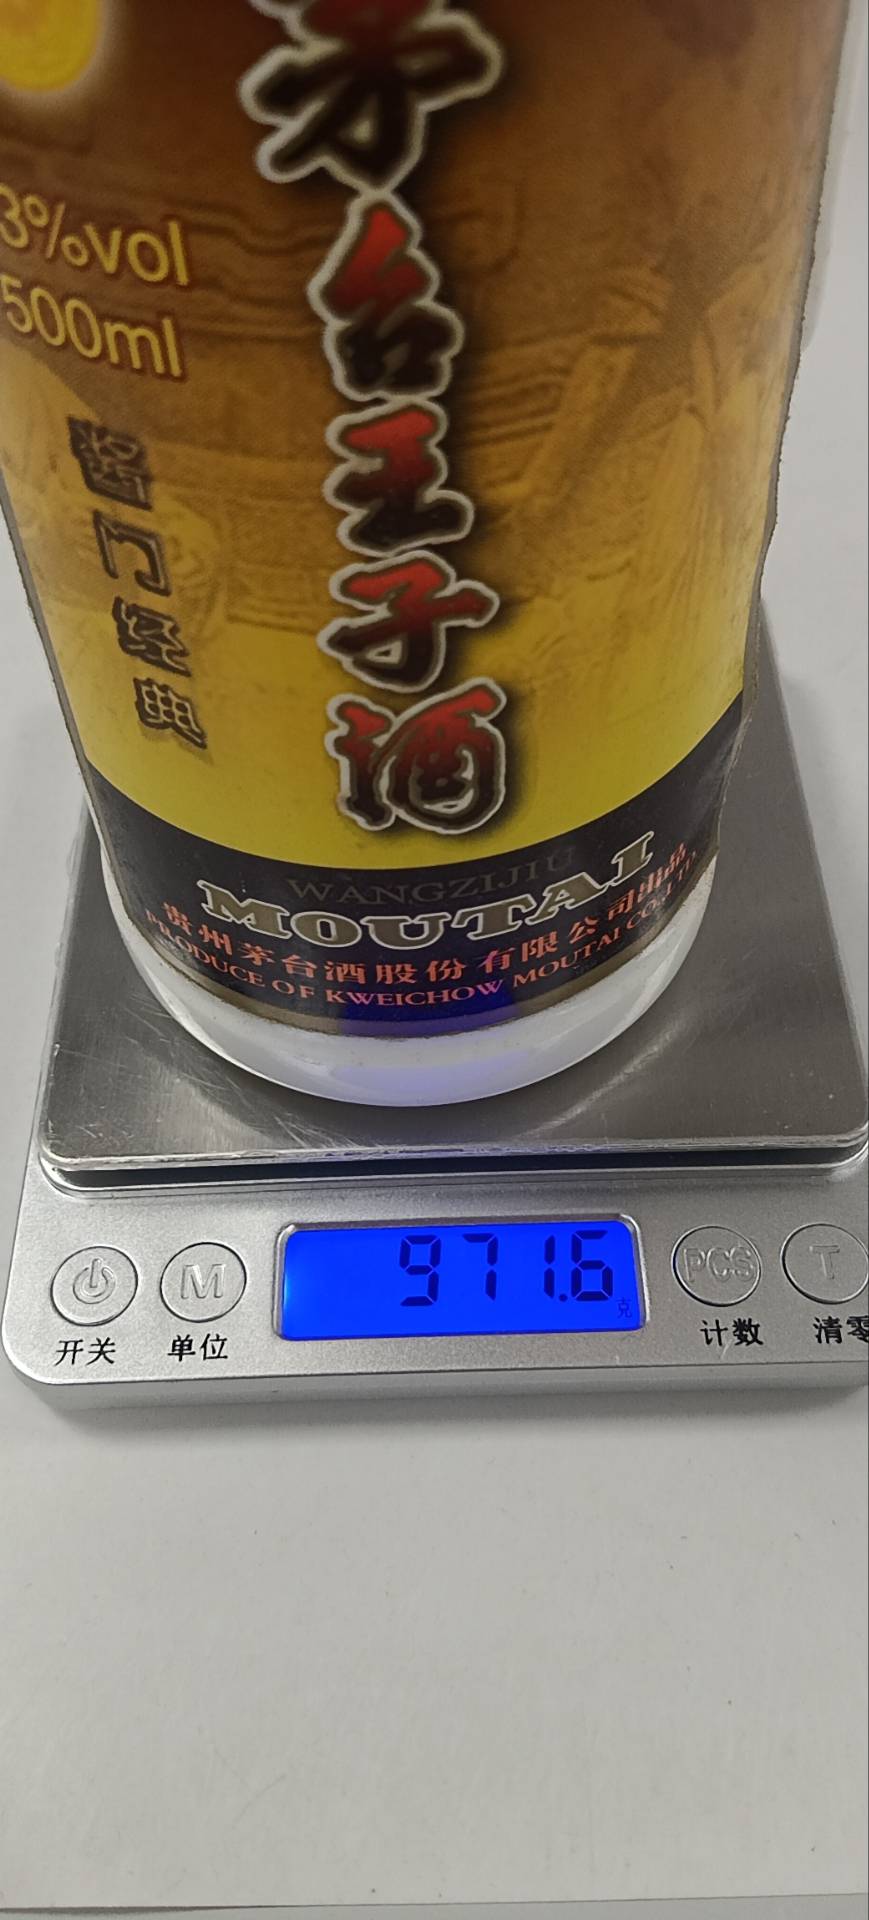 茅台王子酒
3%vol
500ml
酱门经典
WANGZIJIU
MOUTAI
贵州茅台酒股份有限公司出品
PRODUCE OF KWEICHOW MOUTAI CO.,LTD
971.6
克
M
PCS
T
开关
单位
计数
清零